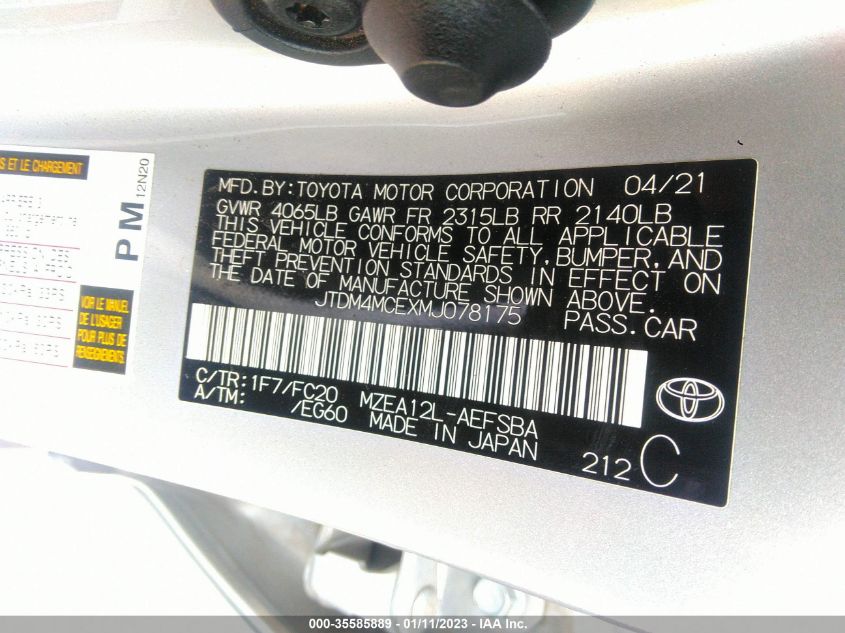 S ET LE CHARGEMENT
PM
12N20
VOIR LE MANUEL
DE L'USAGER
POUR PLUS DE
RENSEIGNEMENTS
MFD. BY: TOYOTA MOTOR CORPORATION 04/21
GVWR 4065LB GAWR FR 2315LB RR 2140LB
THIS VEHICLE CONFORMS TO ALL APPLICABLE
FEDERAL MOTOR VEHICLE SAFETY, BUMPER, AND
THEFT PREVENTION STANDARDS IN EFFECT ON
THE DATE OF MANUFACTURE SHOWN ABOVE.
JTDM4MCEXMJ078175 PASS. CAR
C/TR: 1F7/FC20 MZEA12L-AEFSBA
A/TM: /EG60 MADE IN JAPAN
212 C
000-35585889 - 01/11/2023 - IAA Inc.